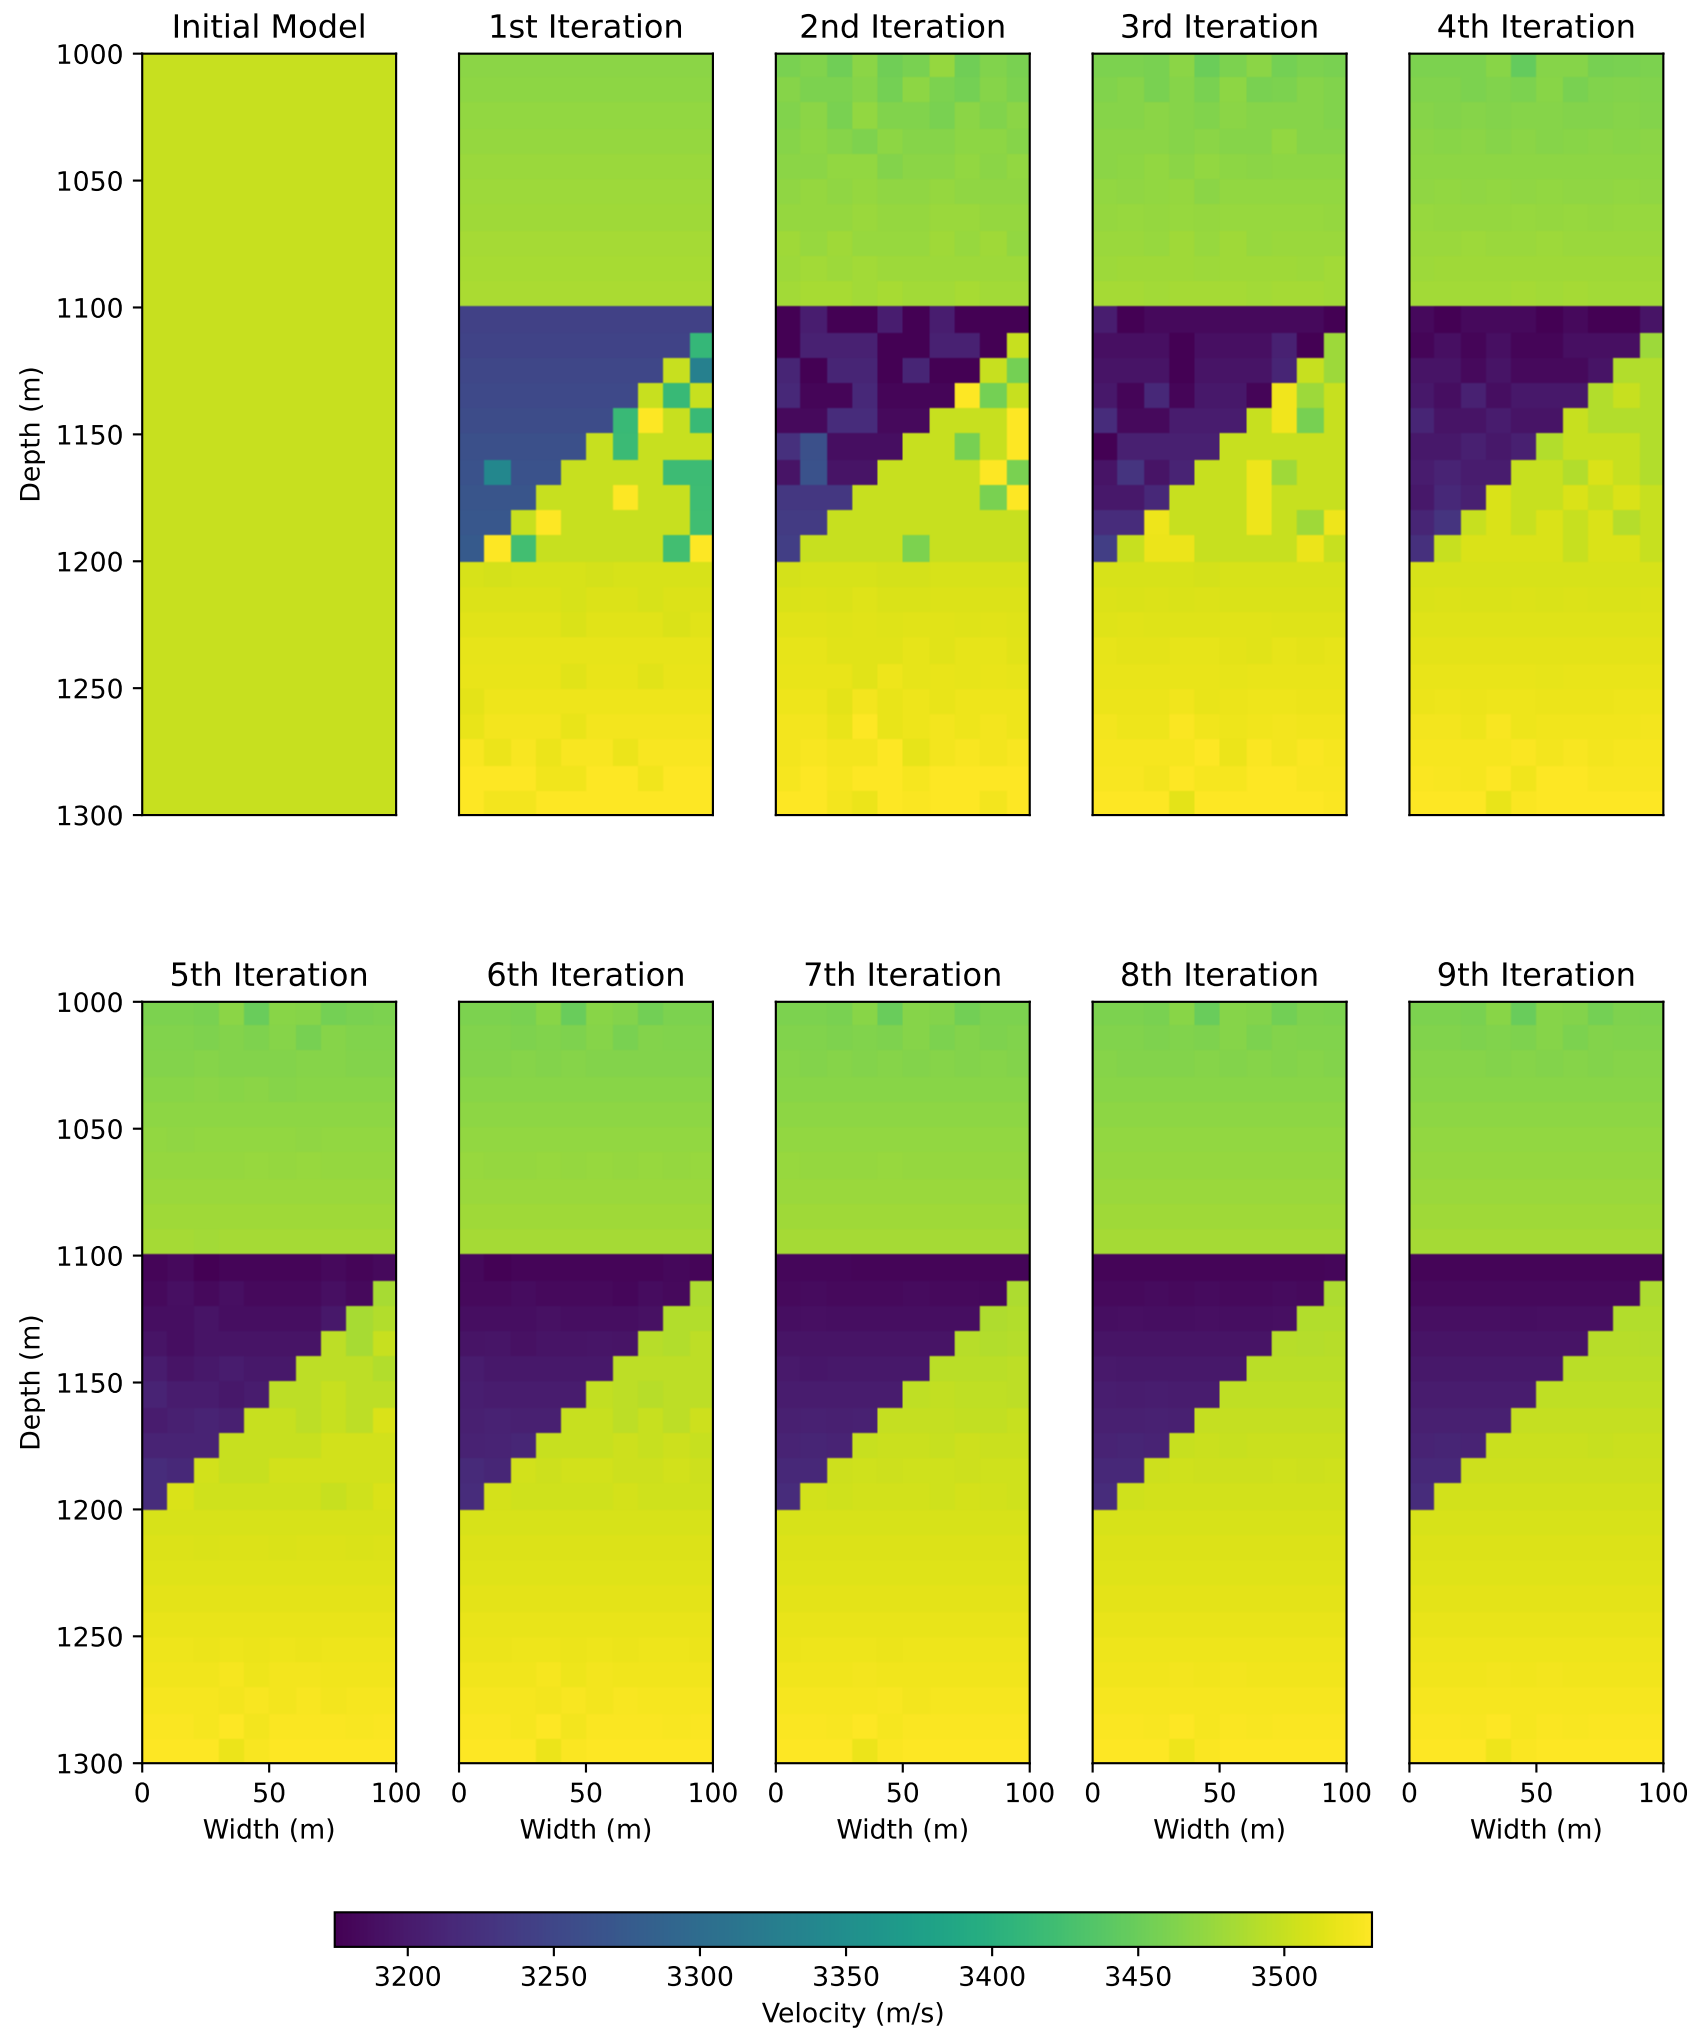 Initial Model 1st Iteration 2nd Iteration 3rd Iteration 4th Iteration
1000
1050
1100
1150
1200
1250
1300
Depth (m)
5th Iteration 6th Iteration 7th Iteration 8th Iteration 9th Iteration
1000
1050
1100
1150
1200
1250
1300
Depth (m)
0 50 100 0 50 100 0 50 100 0 50 100 0 50 100
Width (m) Width (m) Width (m) Width (m) Width (m)
3200 3250 3300 3350 3400 3450 3500
Velocity (m/s)